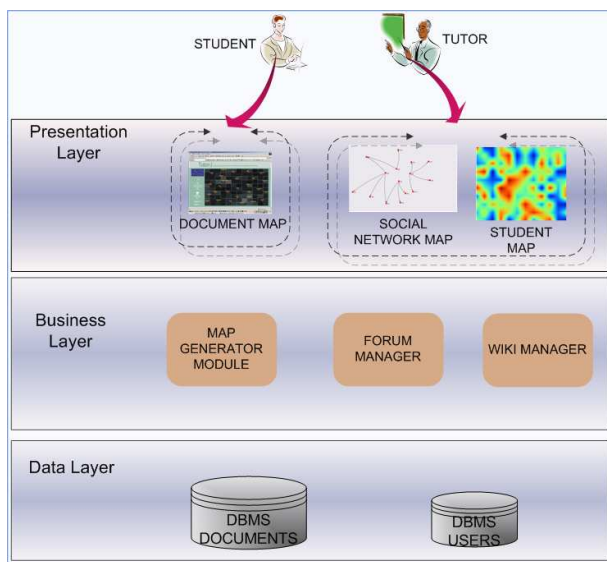 STUDENT
TUTOR
Presentation
Layer
DOCUMENT MAP
SOCIAL
NETWORK MAP
STUDENT
MAP
Business
Layer
MAP
GENERATOR
MODULE
FORUM
MANAGER
WIKI MANAGER
Data Layer
DBMS
DOCUMENTS
DBMS
USERS